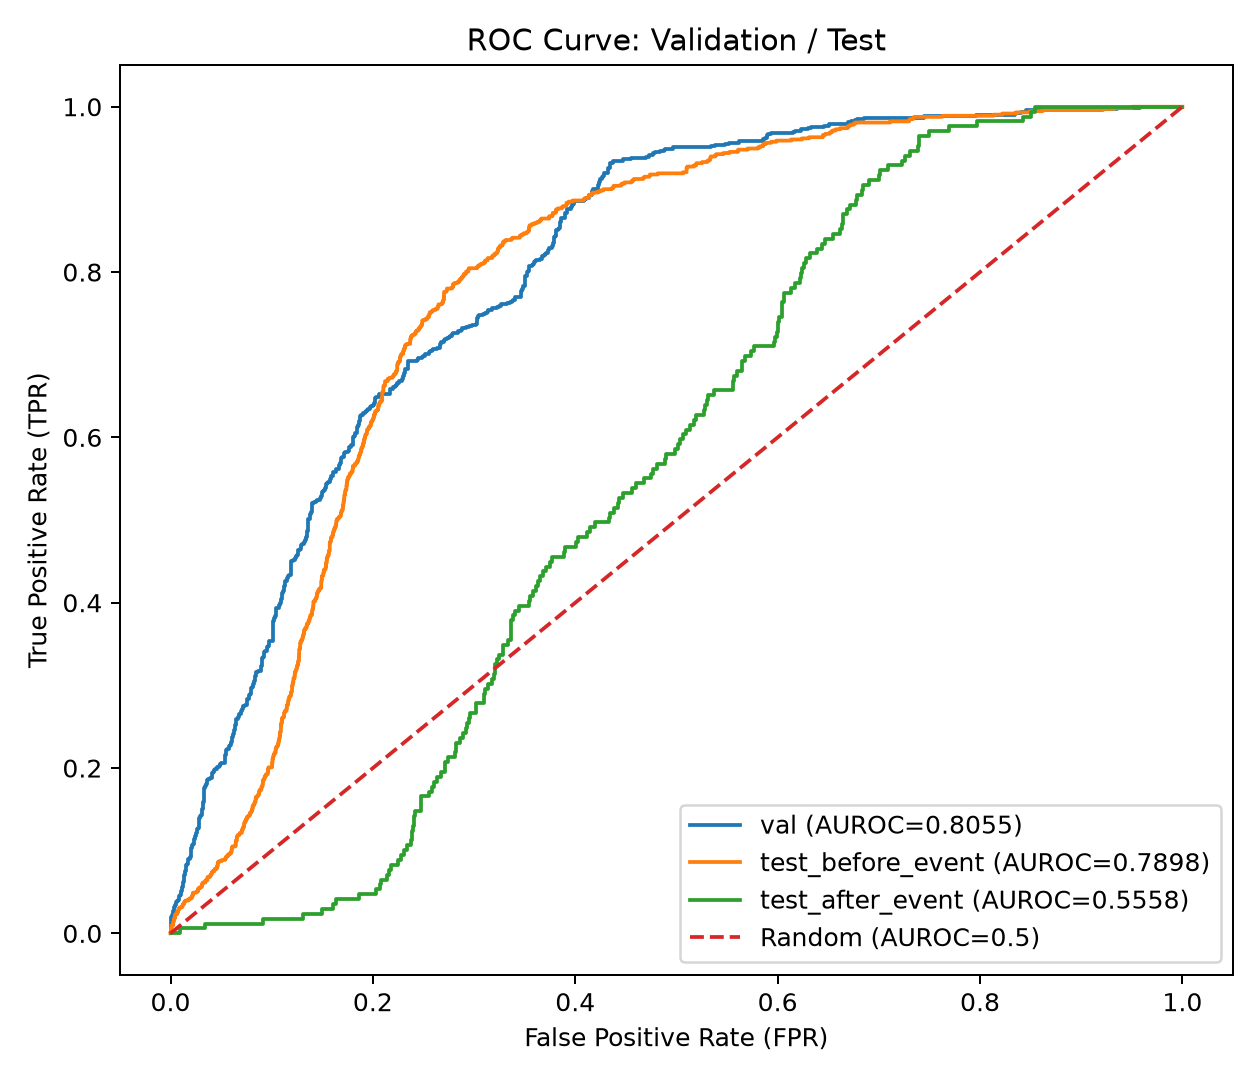 ROC Curve: Validation / Test
1.0
0.8
0.6
0.4
0.2
0.0
True Positive Rate (TPR)
val (AUROC=0.8055)
test_before_event (AUROC=0.7898)
test_after_event (AUROC=0.5558)
Random (AUROC=0.5)
0.0 0.2 0.4 0.6 0.8 1.0
False Positive Rate (FPR)